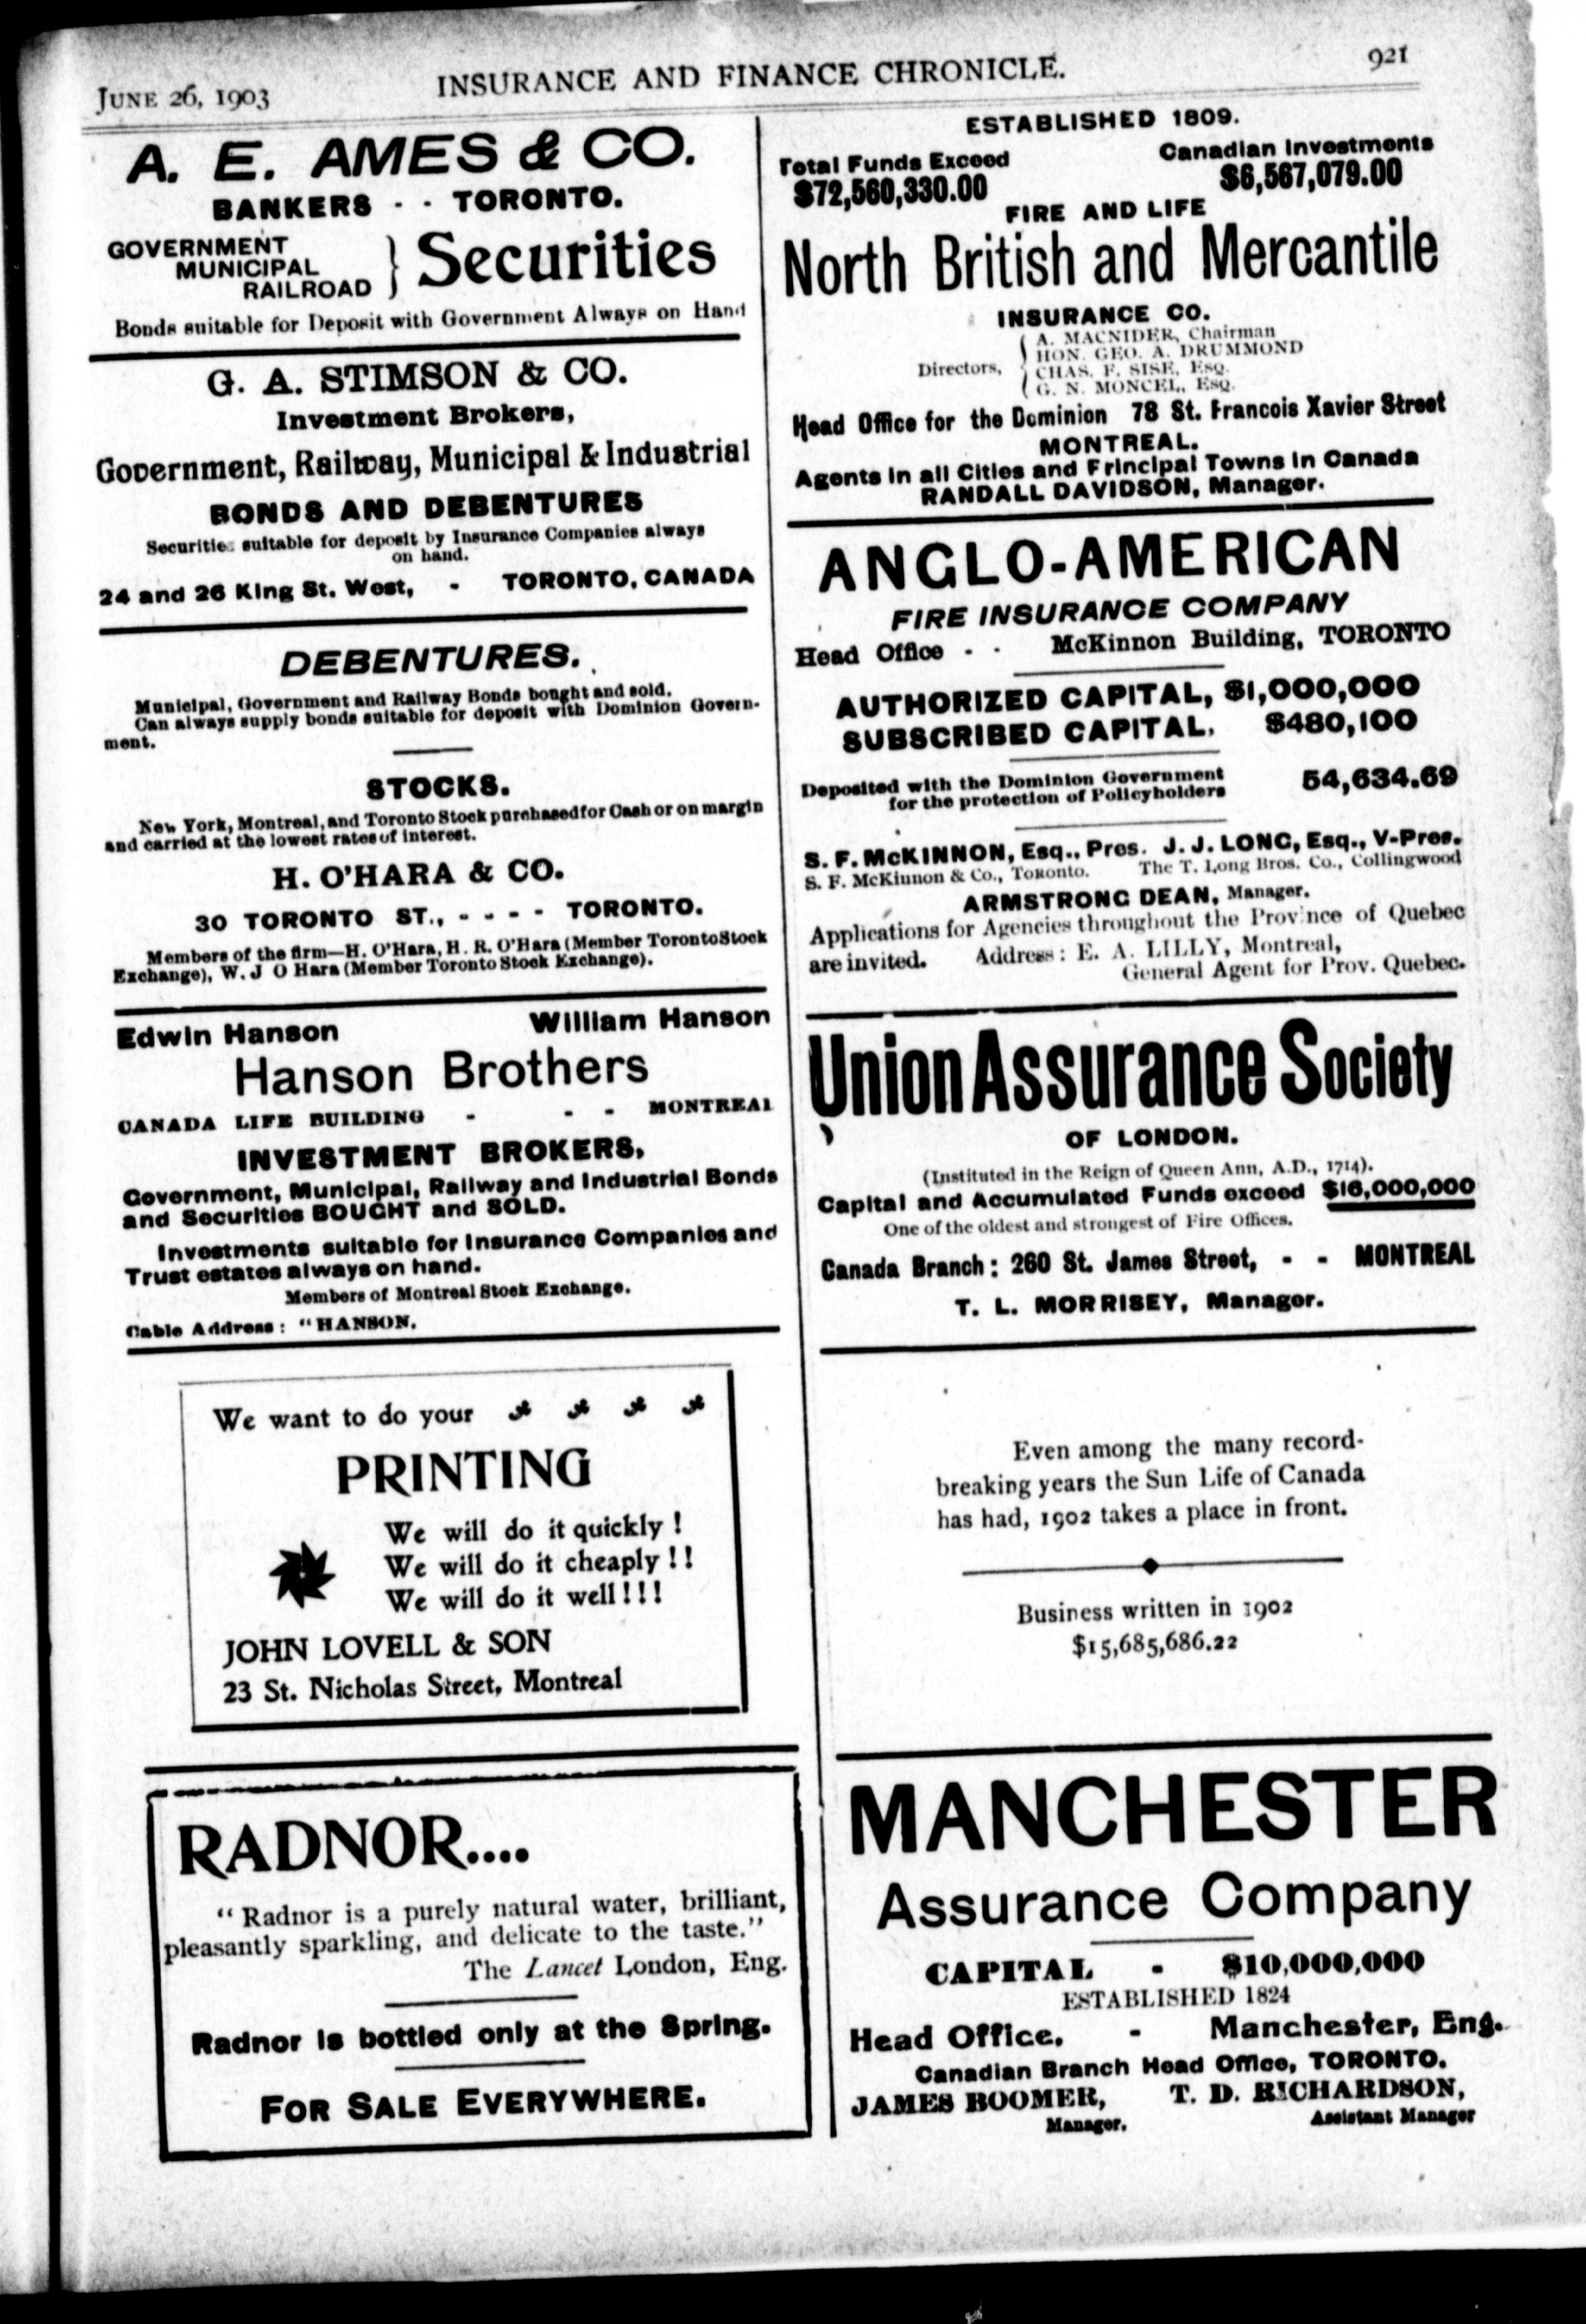 JUNE 26, 1903
INSURANCE AND FINANCE CHRONICLE.
921
A. E. AMES & CO.
BANKERS - - TORONTO.
GOVERNMENT
MUNICIPAL
RAILROAD
} Securities
Bonds suitable for Deposit with Government Always on Hand
G. A. STIMSON & CO.
Investment Brokers,
Government, Railway, Municipal & Industrial
BONDS AND DEBENTURES
Securities suitable for deposit by Insurance Companies always
on hand.
24 and 26 King St. West, - TORONTO, CANADA
DEBENTURES.
Municipal, Government and Railway Bonds bought and sold.
Can always supply bonds suitable for deposit with Dominion Govern-
ment.
STOCKS.
New York, Montreal, and Toronto Stock purchased for Cash or on margin
and carried at the lowest rates of interest.
H. O'HARA & CO.
30 TORONTO ST., - - - - TORONTO.
Members of the firm—H. O'Hara, H. R. O'Hara (Member Toronto Stock
Exchange), W. J O Hara (Member Toronto Stock Exchange).
Edwin Hanson William Hanson
Hanson Brothers
CANADA LIFE BUILDING - - - MONTREAL
INVESTMENT BROKERS,
Government, Municipal, Railway and Industrial Bonds
and Securities BOUGHT and SOLD.
Investments suitable for Insurance Companies and
Trust estates always on hand.
Members of Montreal Stock Exchange.
Cable Address: "HANSON.
We want to do your
PRINTING
We will do it quickly !
We will do it cheaply !!
We will do it well!!!
JOHN LOVELL & SON
23 St. Nicholas Street, Montreal
RADNOR....
"Radnor is a purely natural water, brilliant,
pleasantly sparkling, and delicate to the taste."
The Lancet London, Eng.
Radnor is bottled only at the Spring.
FOR SALE EVERYWHERE.
ESTABLISHED 1809.
Total Funds Exceed Canadian Investments
$72,560,330.00 $6,567,079.00
FIRE AND LIFE
North British and Mercantile
INSURANCE CO.
Directors,
A. MACNIDER, Chairman
HON. GEO. A. DRUMMOND
CHAS. F. SISE, ESQ.
G. N. MONCEL, ESQ.
Head Office for the Dominion 78 St. Francois Xavier Street
MONTREAL.
Agents in all Cities and Principal Towns in Canada
RANDALL DAVIDSON, Manager.
ANGLO-AMERICAN
FIRE INSURANCE COMPANY
Head Office - - McKinnon Building, TORONTO
AUTHORIZED CAPITAL, $1,000,000
SUBSCRIBED CAPITAL, $480,100
Deposited with the Dominion Government
for the protection of Policyholders
54,634.69
S. F. McKINNON, Esq., Pres. J. J. LONG, Esq., V-Pres.
S. F. McKinnon & Co., Toronto. The T. Long Bros. Co., Collingwood
ARMSTRONG DEAN, Manager.
Applications for Agencies throughout the Province of Quebec
are invited. Address: E. A. LILLY, Montreal,
General Agent for Prov. Quebec.
Union Assurance Society
OF LONDON.
(Instituted in the Reign of Queen Ann, A.D., 1714).
Capital and Accumulated Funds exceed $16,000,000
One of the oldest and strongest of Fire Offices.
Canada Branch: 260 St. James Street, - - MONTREAL
T. L. MORRISEY, Manager.
Even among the many record-
breaking years the Sun Life of Canada
has had, 1902 takes a place in front.
Business written in 1902
$15,685,686.22
MANCHESTER
Assurance Company
CAPITAL - $10,000,000
ESTABLISHED 1824
Head Office. - Manchester, Eng.
Canadian Branch Head Office, TORONTO.
JAMES BOOMER, T. D. RICHARDSON,
Manager. Assistant Manager